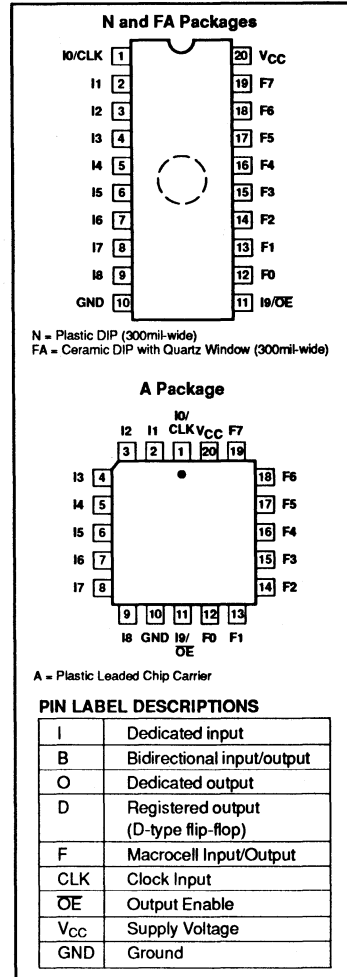 N and FA Packages
I0/CLK 1 20 VCC
I1 2 19 F7
I2 3 18 F6
I3 4 17 F5
I4 5 16 F4
I5 6 15 F3
I6 7 14 F2
I7 8 13 F1
I8 9 12 F0
GND 10 11 I9/OE
N = Plastic DIP (300mil-wide)
FA = Ceramic DIP with Quartz Window (300mil-wide)
A Package
I0/
I2 I1 CLK VCC F7
3 2 1 20 19
I3 4 18 F6
I4 5 17 F5
I5 6 16 F4
I6 7 15 F3
I7 8 14 F2
9 10 11 12 13
I8 GND I9/ F0 F1
OE
A = Plastic Leaded Chip Carrier
PIN LABEL DESCRIPTIONS
I Dedicated input
B Bidirectional input/output
O Dedicated output
D Registered output
(D-type flip-flop)
F Macrocell Input/Output
CLK Clock Input
OE Output Enable
VCC Supply Voltage
GND Ground